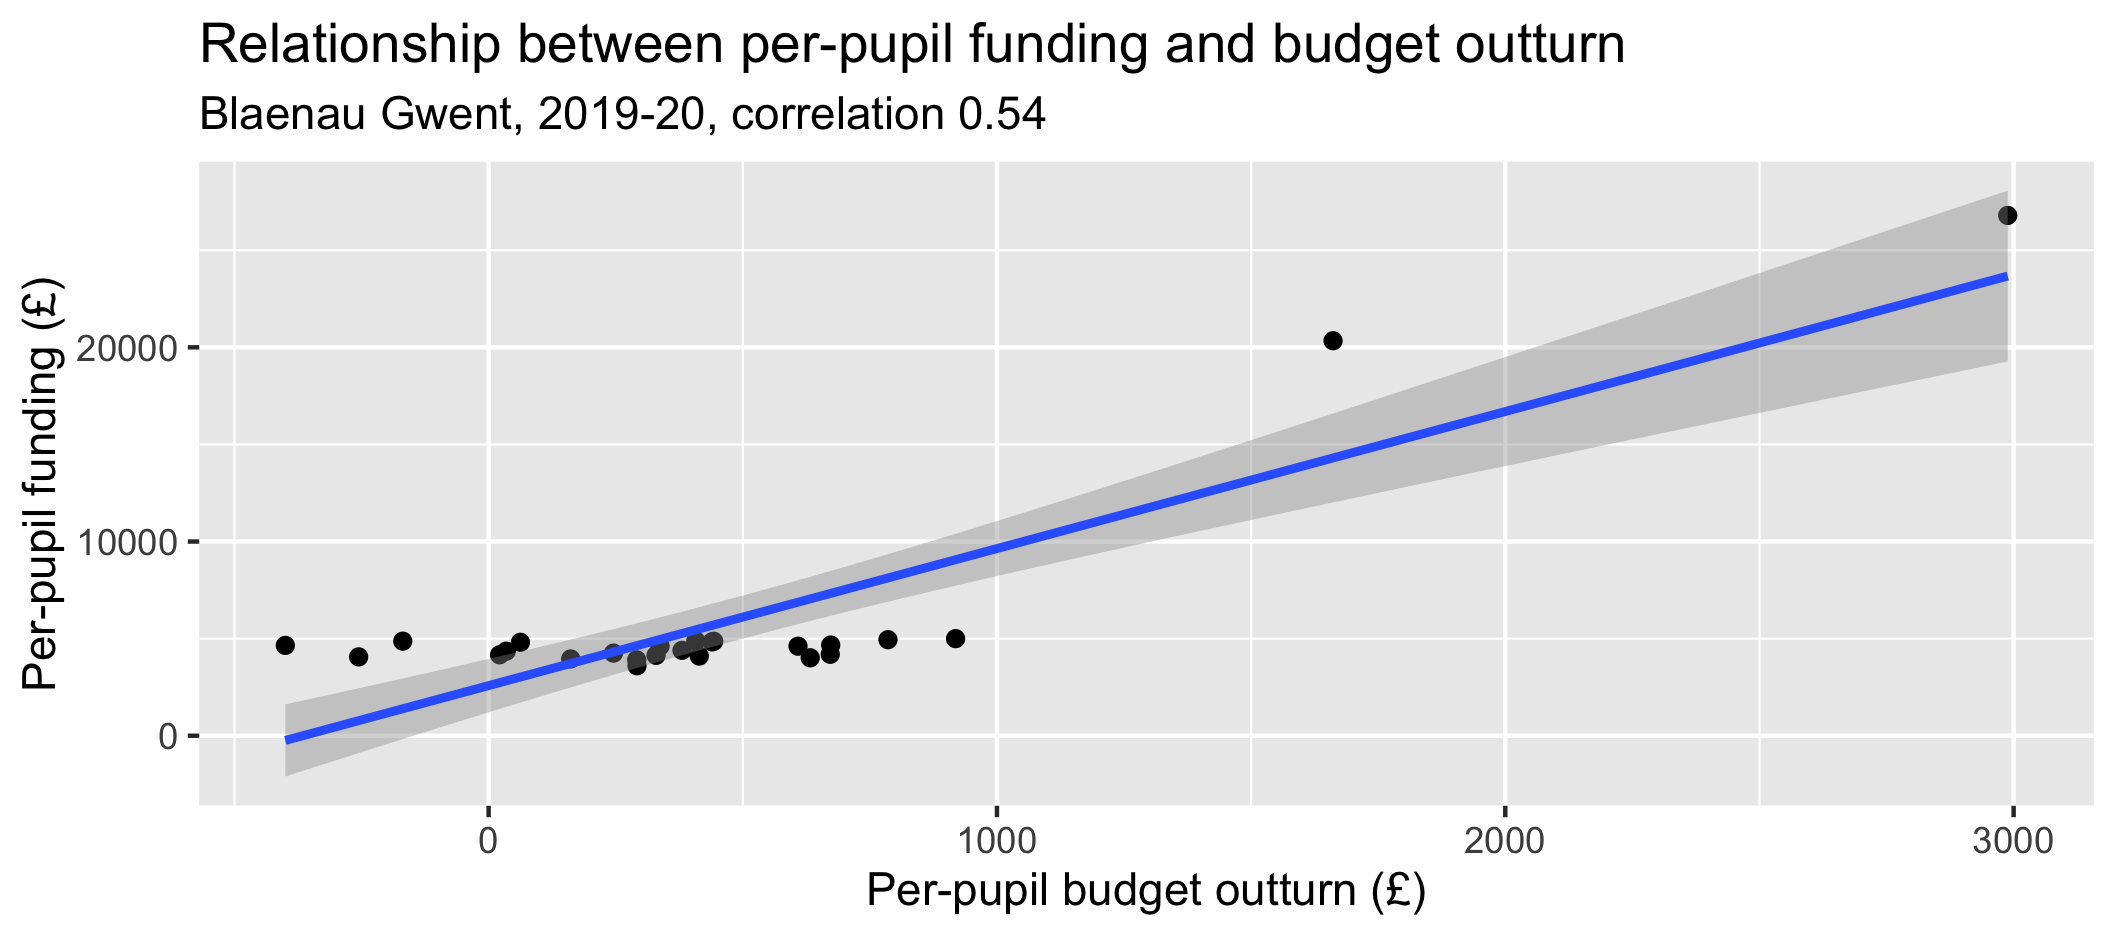 Relationship between per-pupil funding and budget outturn
Blaenau Gwent, 2019-20, correlation 0.54
Per-pupil funding (£)
20000
10000
0
0 1000 2000 3000
Per-pupil budget outturn (£)